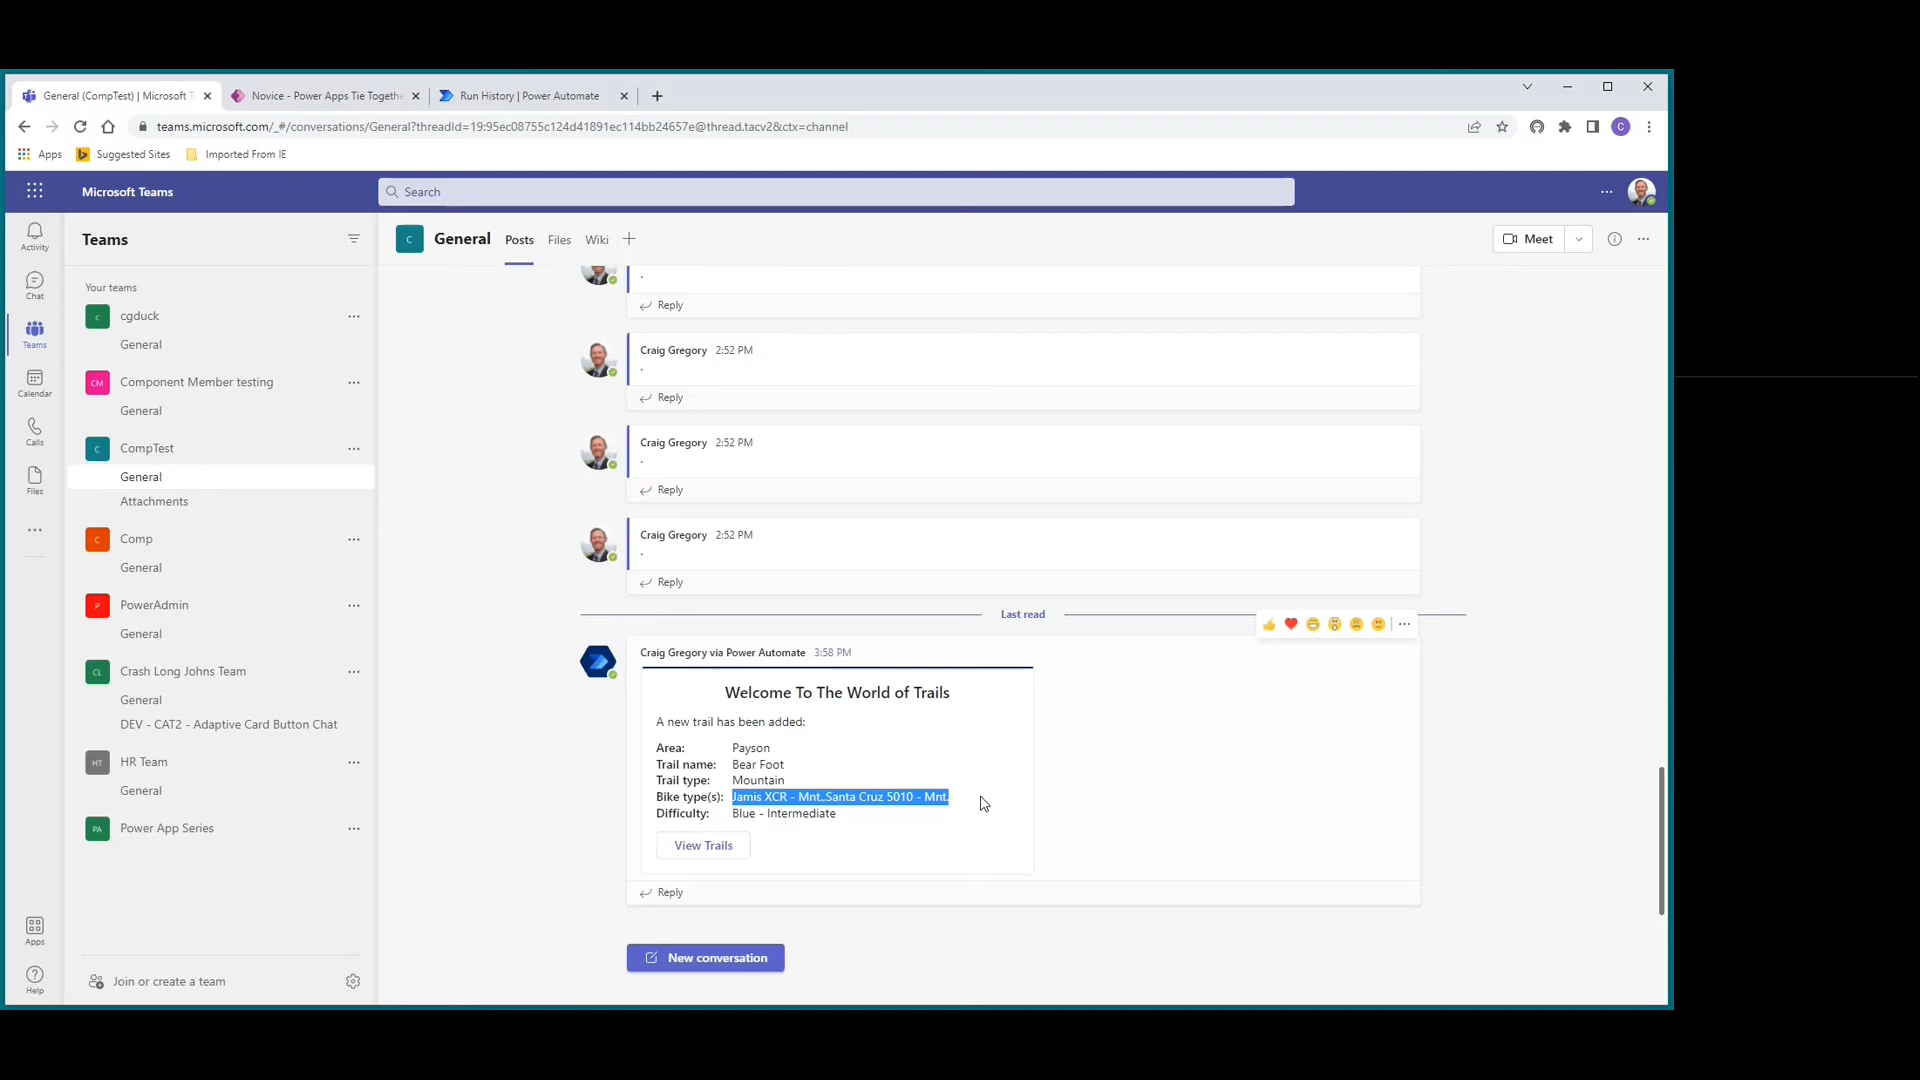 General (CompTest) | Microsoft T
Novice - Power Apps Tie Togethe
Run History | Power Automate
teams.microsoft.com/_#/conversations/General?threadId=19:95ec08755c124d41891ec114bb24657e@thread.tacv2&ctx=channel
C
Apps
Suggested Sites
Imported From IE
Microsoft Teams
Search
Activity
Chat
Teams
Calendar
Calls
Files
Apps
Help
Teams
Your teams
c
cgduck
General
CM
Component Member testing
General
C
CompTest
General
Attachments
C
Comp
General
P
PowerAdmin
General
CL
Crash Long Johns Team
General
DEV - CAT2 - Adaptive Card Button Chat
HT
HR Team
General
PA
Power App Series
Join or create a team
C
General
Posts
Files
Wiki
Meet
.
Reply
Craig Gregory 2:52 PM
.
Reply
Craig Gregory 2:52 PM
.
Reply
Craig Gregory 2:52 PM
.
Reply
Last read
Craig Gregory via Power Automate 3:58 PM
Welcome To The World of Trails
A new trail has been added:
Area: Payson
Trail name: Bear Foot
Trail type: Mountain
Bike type(s): Jamis XCR - Mnt.,Santa Cruz 5010 - Mnt.
Difficulty: Blue - Intermediate
View Trails
Reply
New conversation